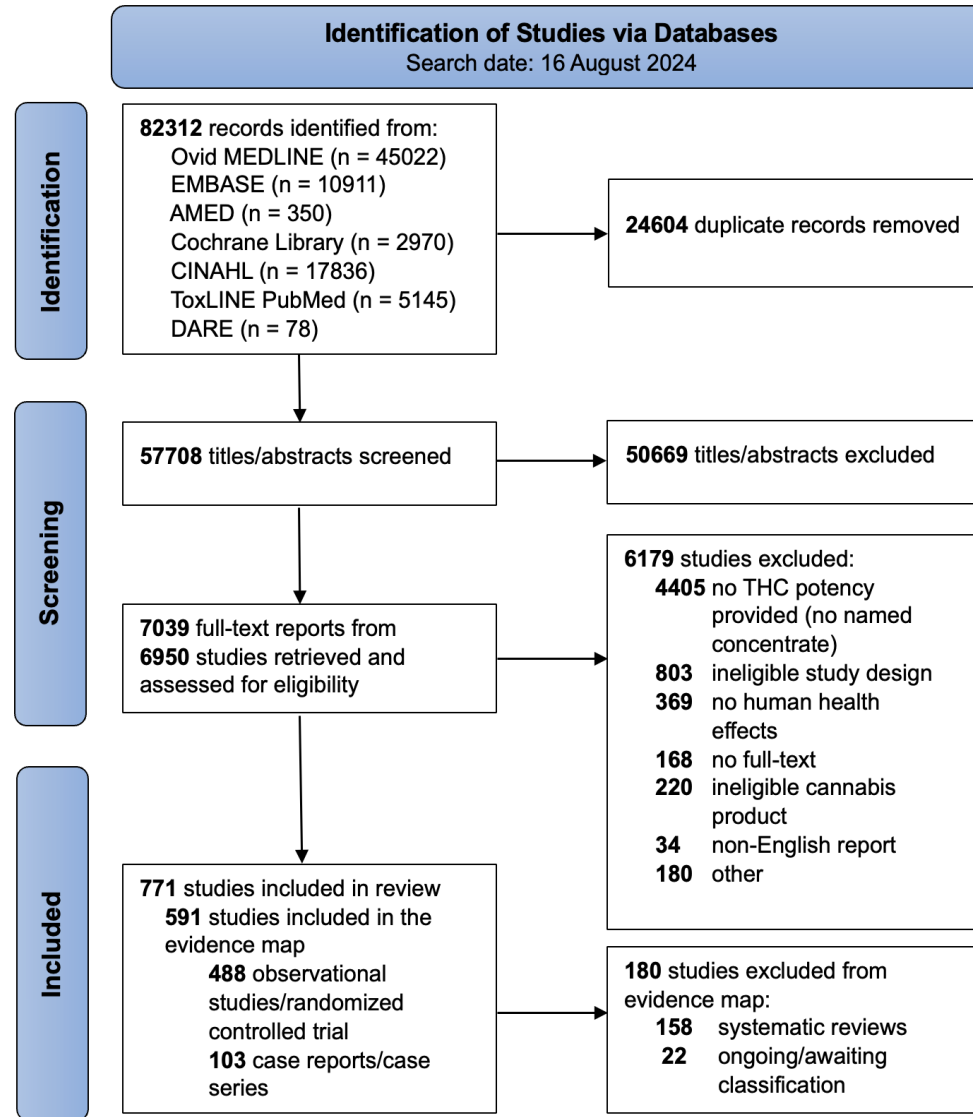 Identification of Studies via Databases
Search date: 16 August 2024
Identification
82312 records identified from:
Ovid MEDLINE (n = 45022)
EMBASE (n = 10911)
AMED (n = 350)
Cochrane Library (n = 2970)
CINAHL (n = 17836)
ToxLINE PubMed (n = 5145)
DARE (n = 78)
24604 duplicate records removed
Screening
57708 titles/abstracts screened
50669 titles/abstracts excluded
7039 full-text reports from
6950 studies retrieved and
assessed for eligibility
6179 studies excluded:
4405 no THC potency
provided (no named
concentrate)
803 ineligible study design
369 no human health
effects
168 no full-text
220 ineligible cannabis
product
34 non-English report
180 other
Included
771 studies included in review
591 studies included in the
evidence map
488 observational
studies/randomized
controlled trial
103 case reports/case
series
180 studies excluded from
evidence map:
158 systematic reviews
22 ongoing/awaiting
classification